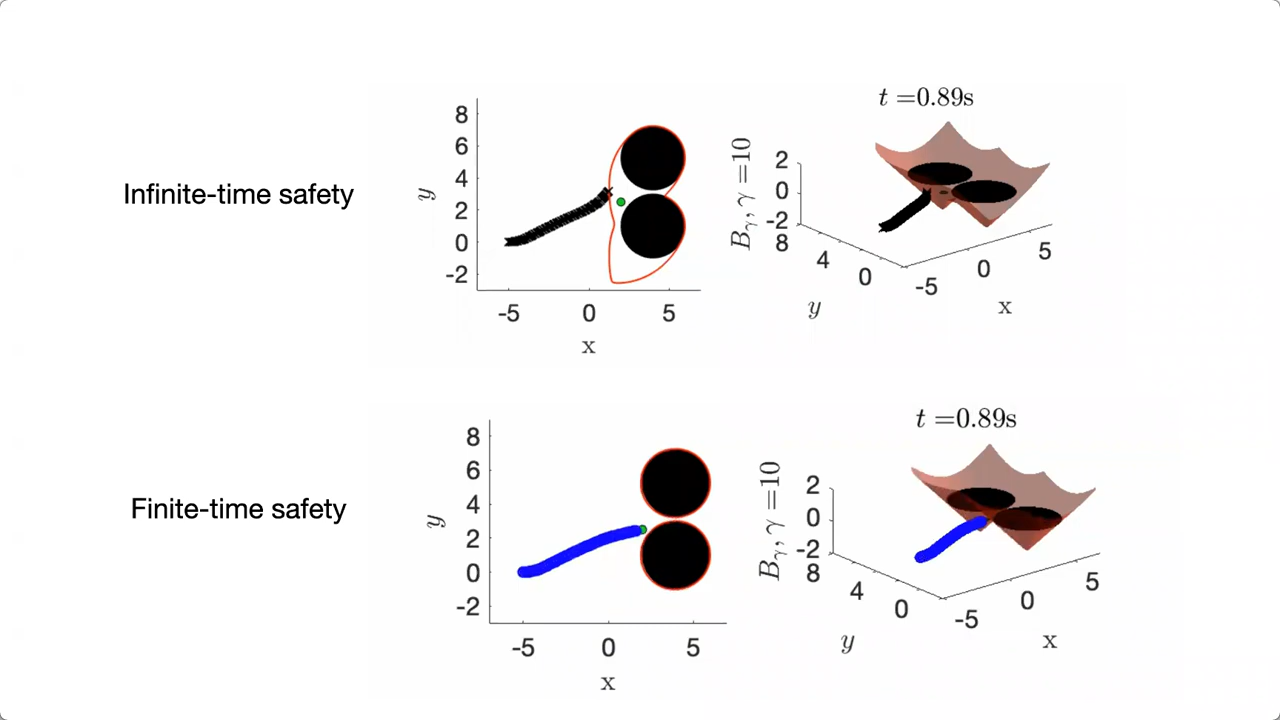 Infinite-time safety
8
6
4
2
0
-2
y
-5 0 5
x
t =0.89s
B_γ, γ =10
2
0
-2
8
4
0
y
-5
0
5
x
Finite-time safety
8
6
4
2
0
-2
y
-5 0 5
x
t =0.89s
B_γ, γ =10
2
0
-2
8
4
0
y
-5
0
5
x